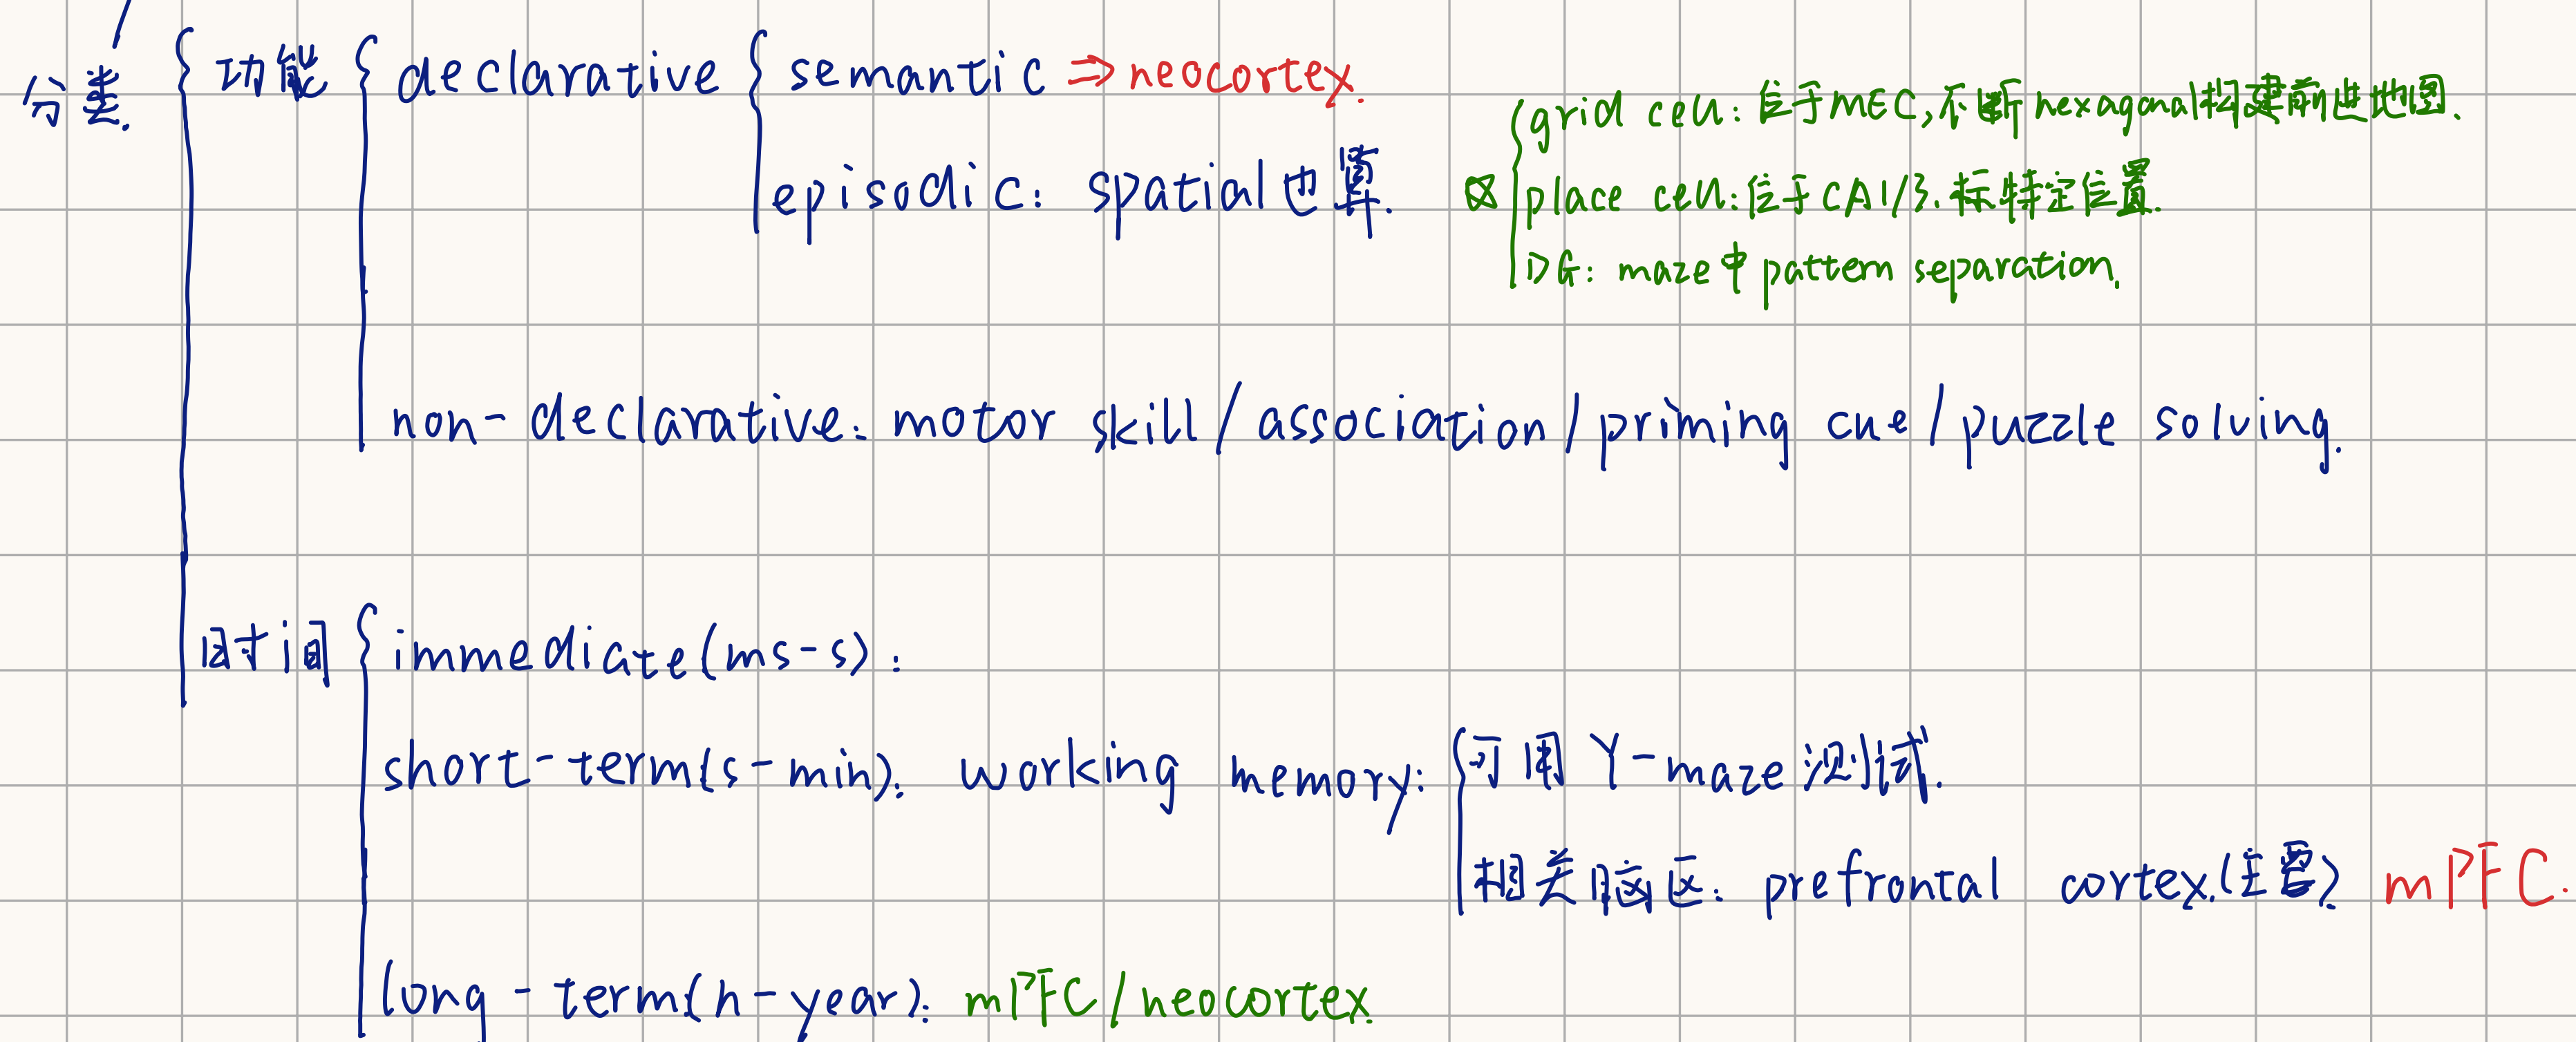 分类.
功能
declarative
semantic ⇒ neocortex.
episodic: spatial也算.
grid cell: 位于MEC, 不断hexagonal构建前进地图.
place cell: 位于CA1/3. 标特定位置.
DG: maze中pattern separation.
non-declarative: motor skill/association/priming cue/puzzle solving.
时间
immediate(ms-s):
short-term(s-min): working memory:
可用Y-maze测试.
相关脑区: prefrontal cortex.(主要) mPFC.
long-term(h-year): mPFC/neocortex.